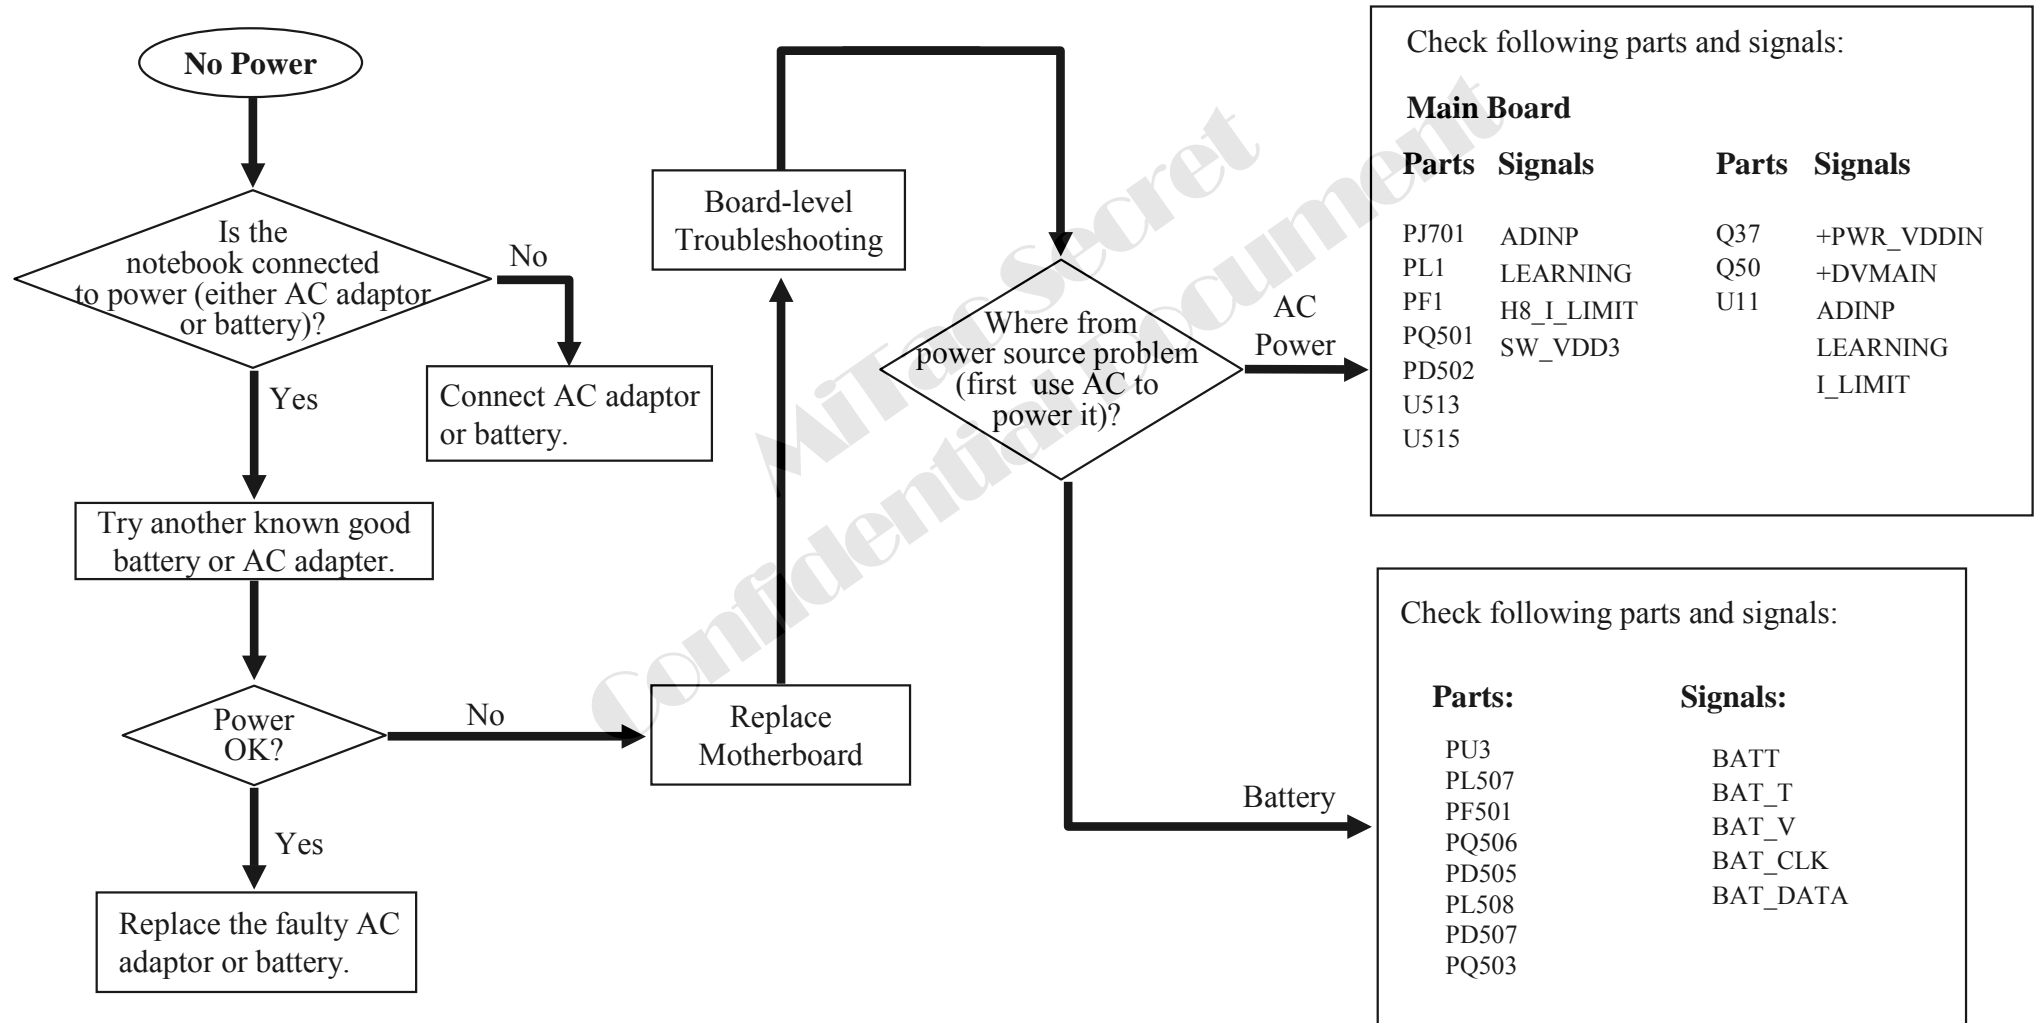 No Power
Is the
notebook connected
to power (either AC adaptor
or battery)?
No
Connect AC adaptor
or battery.
Yes
Try another known good
battery or AC adapter.
Power
OK?
No
Yes
Replace the faulty AC
adaptor or battery.
Replace
Motherboard
Board-level
Troubleshooting
Where from
power source problem
(first use AC to
power it)?
AC
Power
Battery
Check following parts and signals:
Main Board
Parts Signals Parts Signals
PJ701 ADINP Q37 +PWR_VDDIN
PL1 LEARNING Q50 +DVMAIN
PF1 H8_I_LIMIT U11 ADINP
PQ501 SW_VDD3 LEARNING
PD502 I_LIMIT
U513
U515
Check following parts and signals:
Parts: Signals:
PU3 BATT
PL507 BAT_T
PF501 BAT_V
PQ506 BAT_CLK
PD505 BAT_DATA
PL508
PD507
PQ503
MiTac Secret
Confidential Document